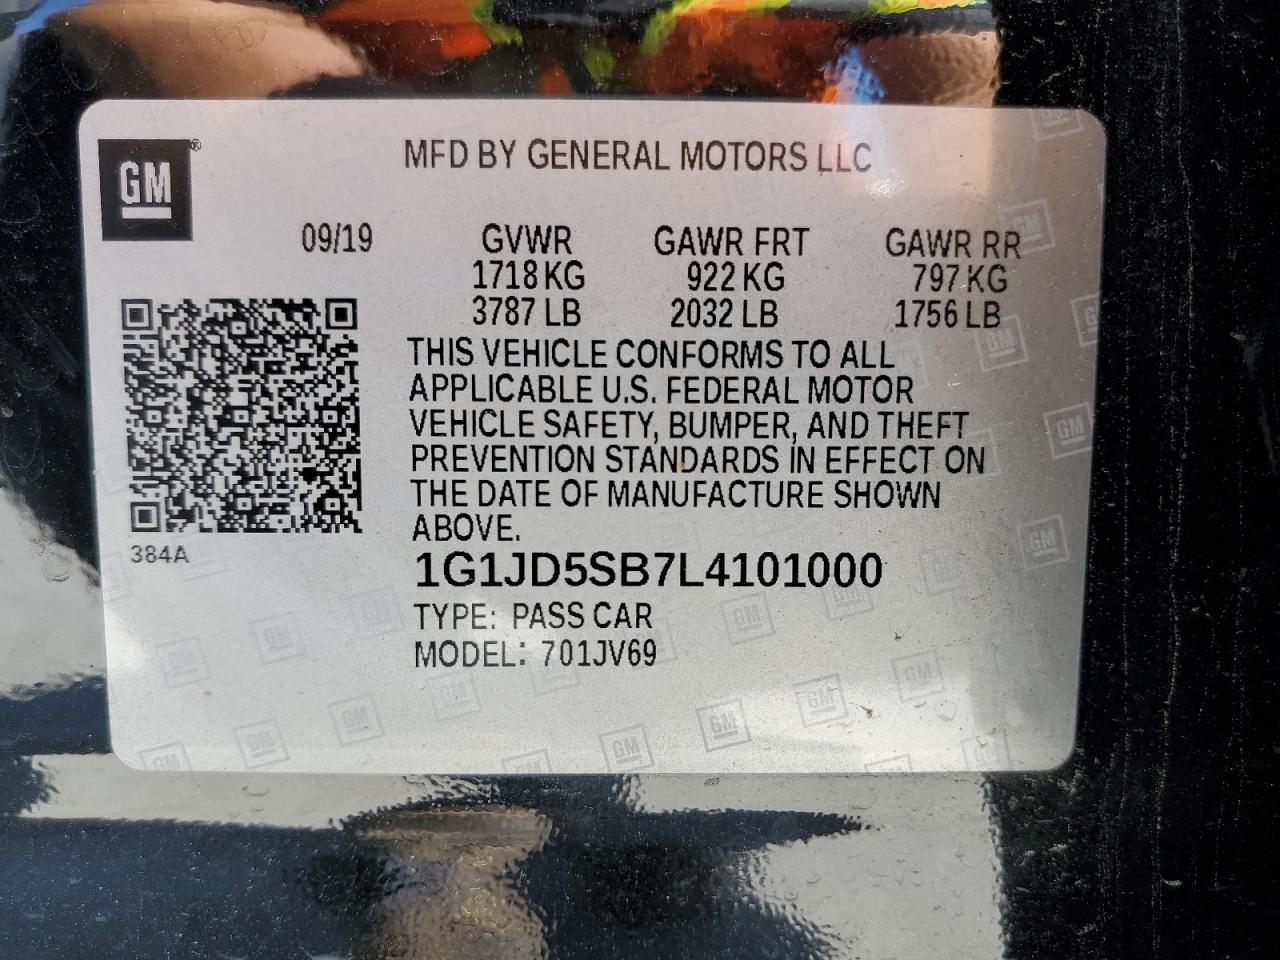 GM®
MFD BY GENERAL MOTORS LLC
09/19
GVWR GAWR FRT GAWR RR
1718 KG 922 KG 797 KG
3787 LB 2032 LB 1756 LB
THIS VEHICLE CONFORMS TO ALL
APPLICABLE U.S. FEDERAL MOTOR
VEHICLE SAFETY, BUMPER, AND THEFT
PREVENTION STANDARDS IN EFFECT ON
THE DATE OF MANUFACTURE SHOWN
ABOVE.
384A
1G1JD5SB7L4101000
TYPE: PASS CAR
MODEL: 701JV69